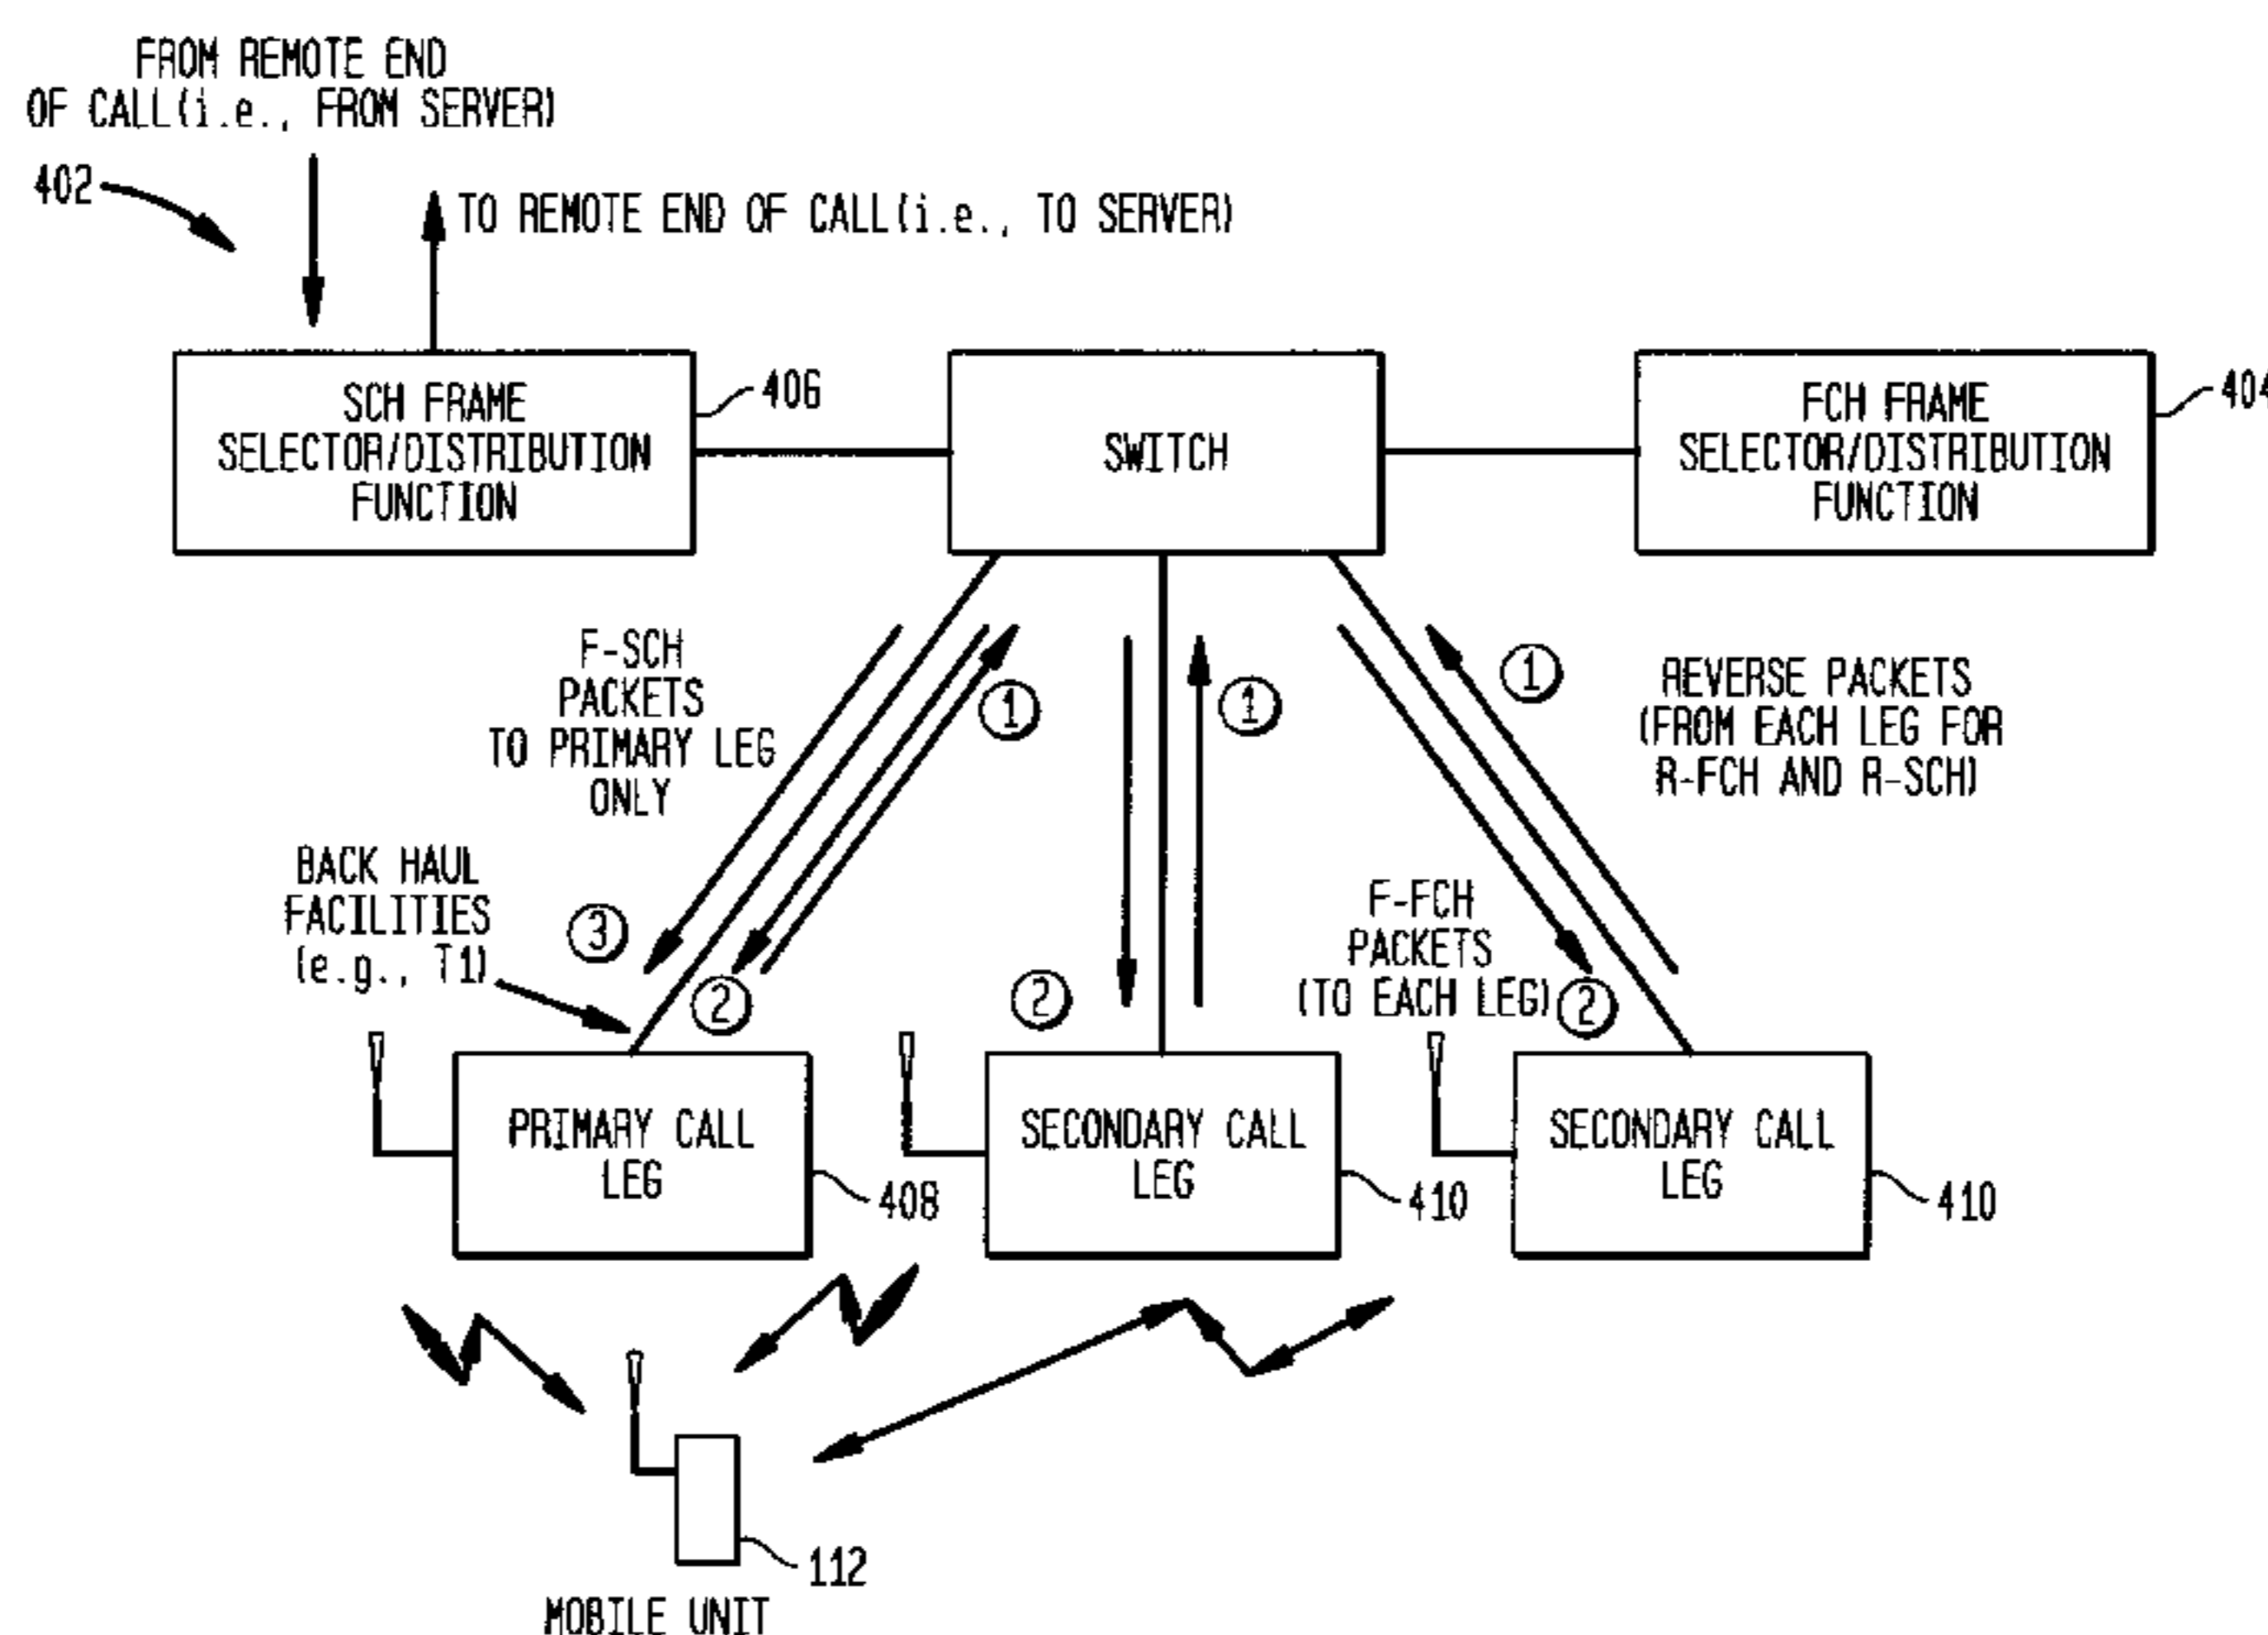 FROM REMOTE END
OF CALL(i.e., FROM SERVER)
402
TO REMOTE END OF CALL(i.e., TO SERVER)
SCH FRAME
SELECTOR/DISTRIBUTION
FUNCTION
406
SWITCH
FCH FRAME
SELECTOR/DISTRIBUTION
FUNCTION
404
F-SCH
PACKETS
TO PRIMARY LEG
ONLY
1
1
1
REVERSE PACKETS
(FROM EACH LEG FOR
R-FCH AND R-SCH)
BACK HAUL
FACILITIES
(e.g., T1)
3
2
2
F-FCH
PACKETS
(TO EACH LEG)
2
PRIMARY CALL
LEG
408
SECONDARY CALL
LEG
410
SECONDARY CALL
LEG
410
112
MOBILE UNIT